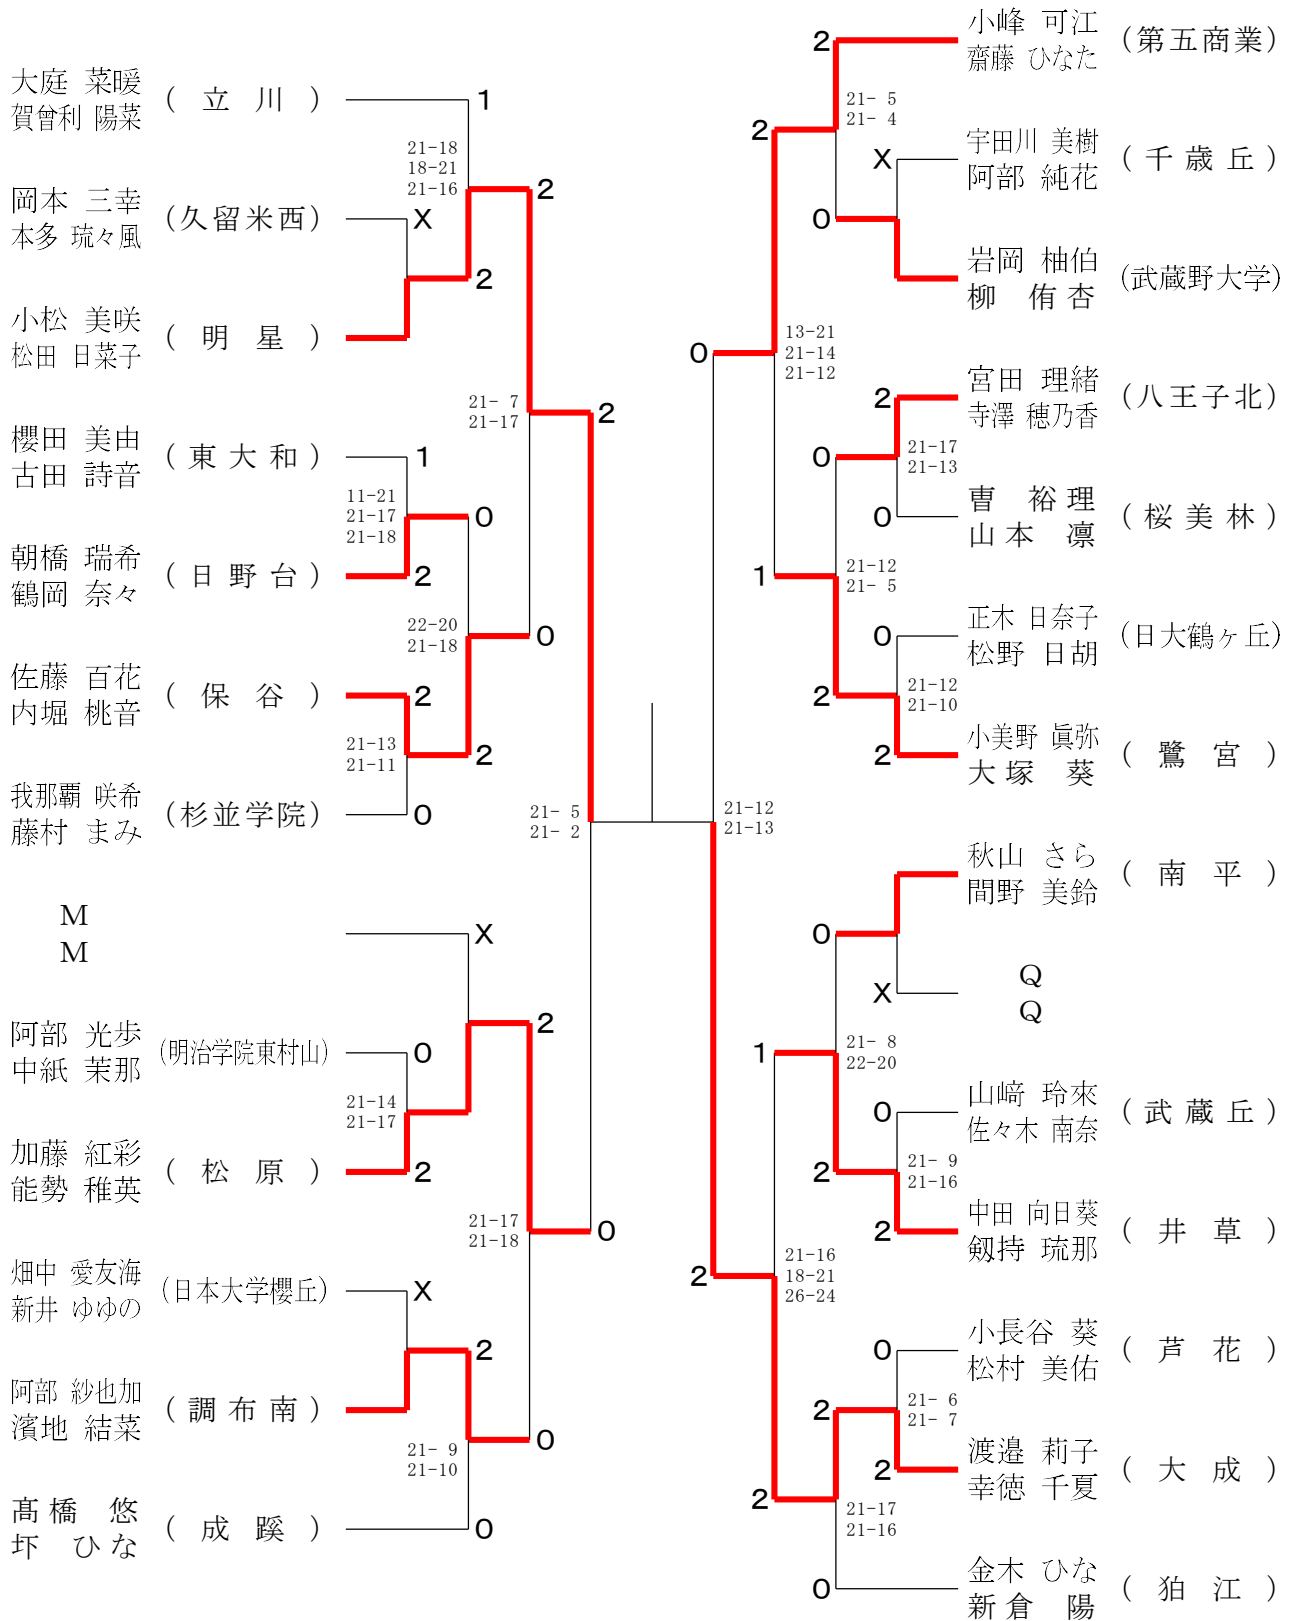 大庭 菜暖
賀曾利 陽菜
( 立 川 )
1
21-18
18-21
21-16
2
岡本 三幸
本多 琉々風
(久留米西)
X
2
小松 美咲
松田 日菜子
( 明 星 )
21- 7
21-17
2
櫻田 美由
古田 詩音
( 東 大 和 )
1
11-21
21-17
21-18
0
朝橋 瑞希
鶴岡 奈々
( 日 野 台 )
2
22-20
21-18
0
佐藤 百花
内堀 桃音
( 保 谷 )
2
21-13
21-11
2
我那覇 咲希
藤村 まみ
(杉並学院)
0
21- 5
21- 2
M
M
X
2
阿部 光歩
中紙 茉那
(明治学院東村山)
0
21-14
21-17
加藤 紅彩
能勢 稚英
( 松 原 )
2
21-17
21-18
0
畑中 愛友海
新井 ゆゆの
(日本大学櫻丘)
X
2
阿部 紗也加
濱地 結菜
( 調 布 南 )
21- 9
21-10
0
髙橋 悠
坏 ひな
( 成 蹊 )
0
小峰 可江
齋藤 ひなた
(第五商業)
2
21- 5
21- 4
2
宇田川 美樹
阿部 純花
( 千 歳 丘 )
X
0
岩岡 柚伯
柳 侑杏
(武蔵野大学)
13-21
21-14
21-12
0
宮田 理緒
寺澤 穂乃香
(八王子北)
2
21-17
21-13
0
曺 裕理
山本 凛
( 桜 美 林 )
0
21-12
21- 5
1
正木 日奈子
松野 日胡
(日大鶴ヶ丘)
0
21-12
21-10
2
小美野 眞弥
大塚 葵
( 鷺 宮 )
2
21-12
21-13
秋山 さら
間野 美鈴
( 南 平 )
0
Q
Q
X
21- 8
22-20
1
山﨑 玲來
佐々木 南奈
( 武 蔵 丘 )
0
21- 9
21-16
2
中田 向日葵
剱持 琉那
( 井 草 )
2
21-16
18-21
26-24
2
小長谷 葵
松村 美佑
( 芦 花 )
0
21- 6
21- 7
2
渡邉 莉子
幸徳 千夏
( 大 成 )
2
21-17
21-16
2
金木 ひな
新倉 陽
( 狛 江 )
0